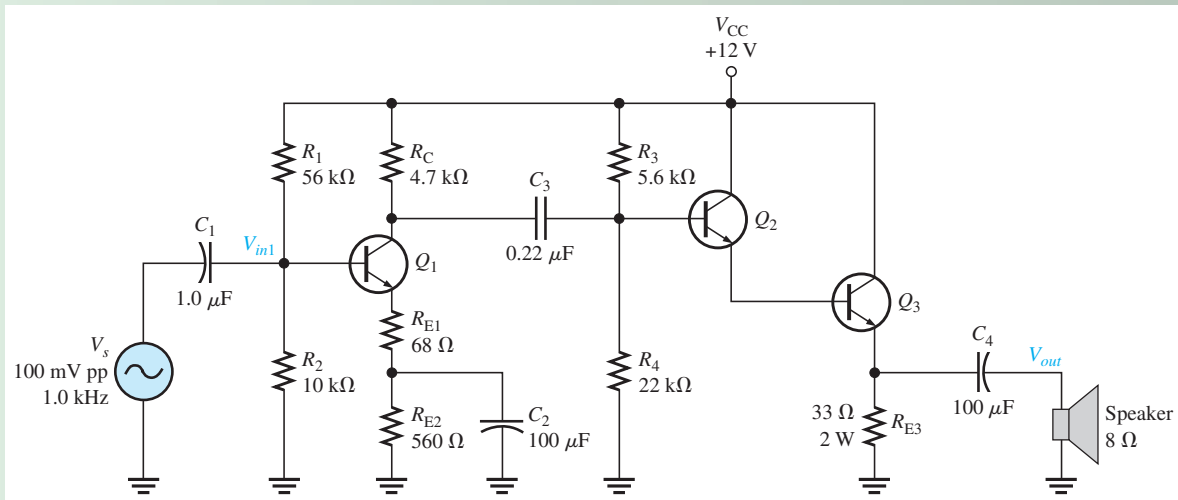 V_CC
+12 V
R_1
56 kΩ
R_C
4.7 kΩ
R_3
5.6 kΩ
C_3
0.22 μF
Q_2
C_1
1.0 μF
V_in1
Q_1
Q_3
R_E1
68 Ω
V_s
100 mV pp
1.0 kHz
R_2
10 kΩ
R_E2
560 Ω
C_2
100 μF
R_4
22 kΩ
C_4
100 μF
V_out
33 Ω
2 W
R_E3
Speaker
8 Ω